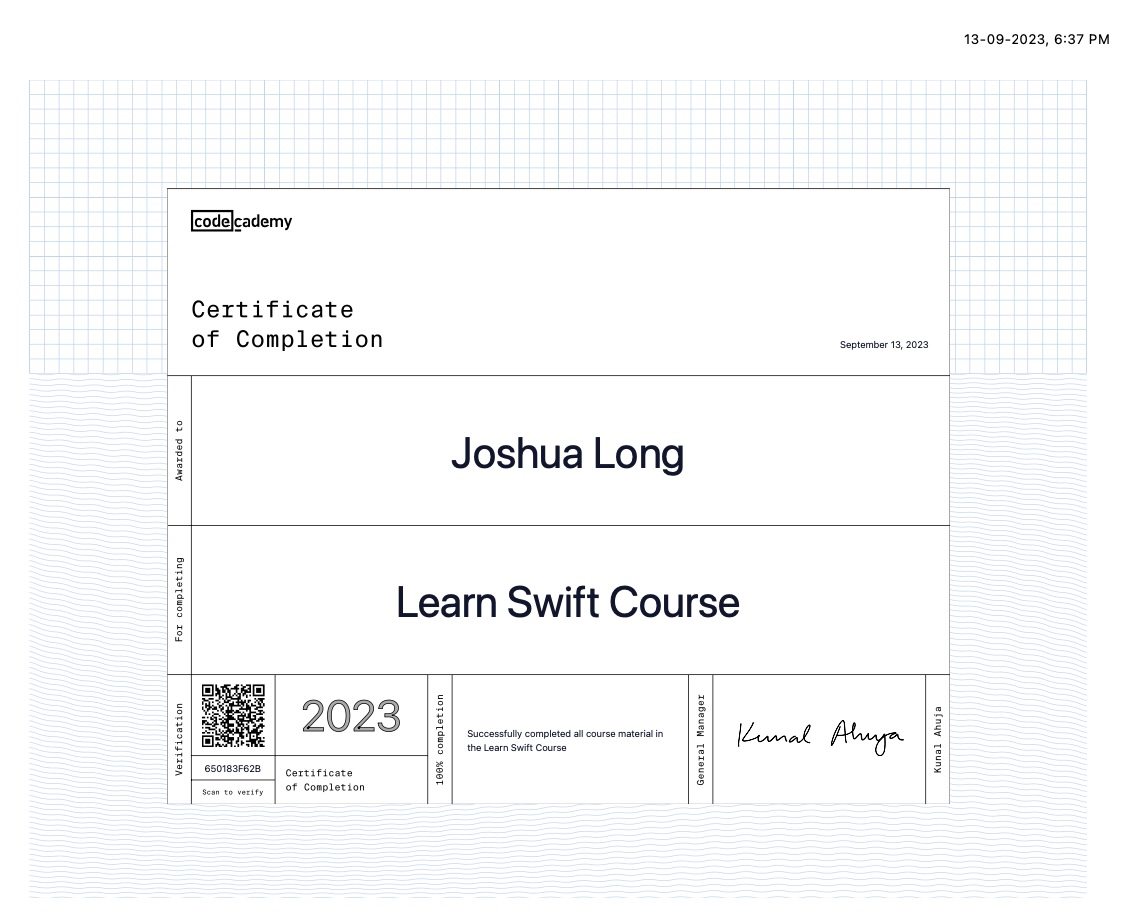 13-09-2023, 6:37 PM
codecademy
Certificate
of Completion
September 13, 2023
Awarded to
Joshua Long
For completing
Learn Swift Course
Verification
650183F62B
Scan to verify
2023
Certificate
of Completion
100% completion
Successfully completed all course material in
the Learn Swift Course
General Manager
Kunal Ahuja
Kunal Ahuja